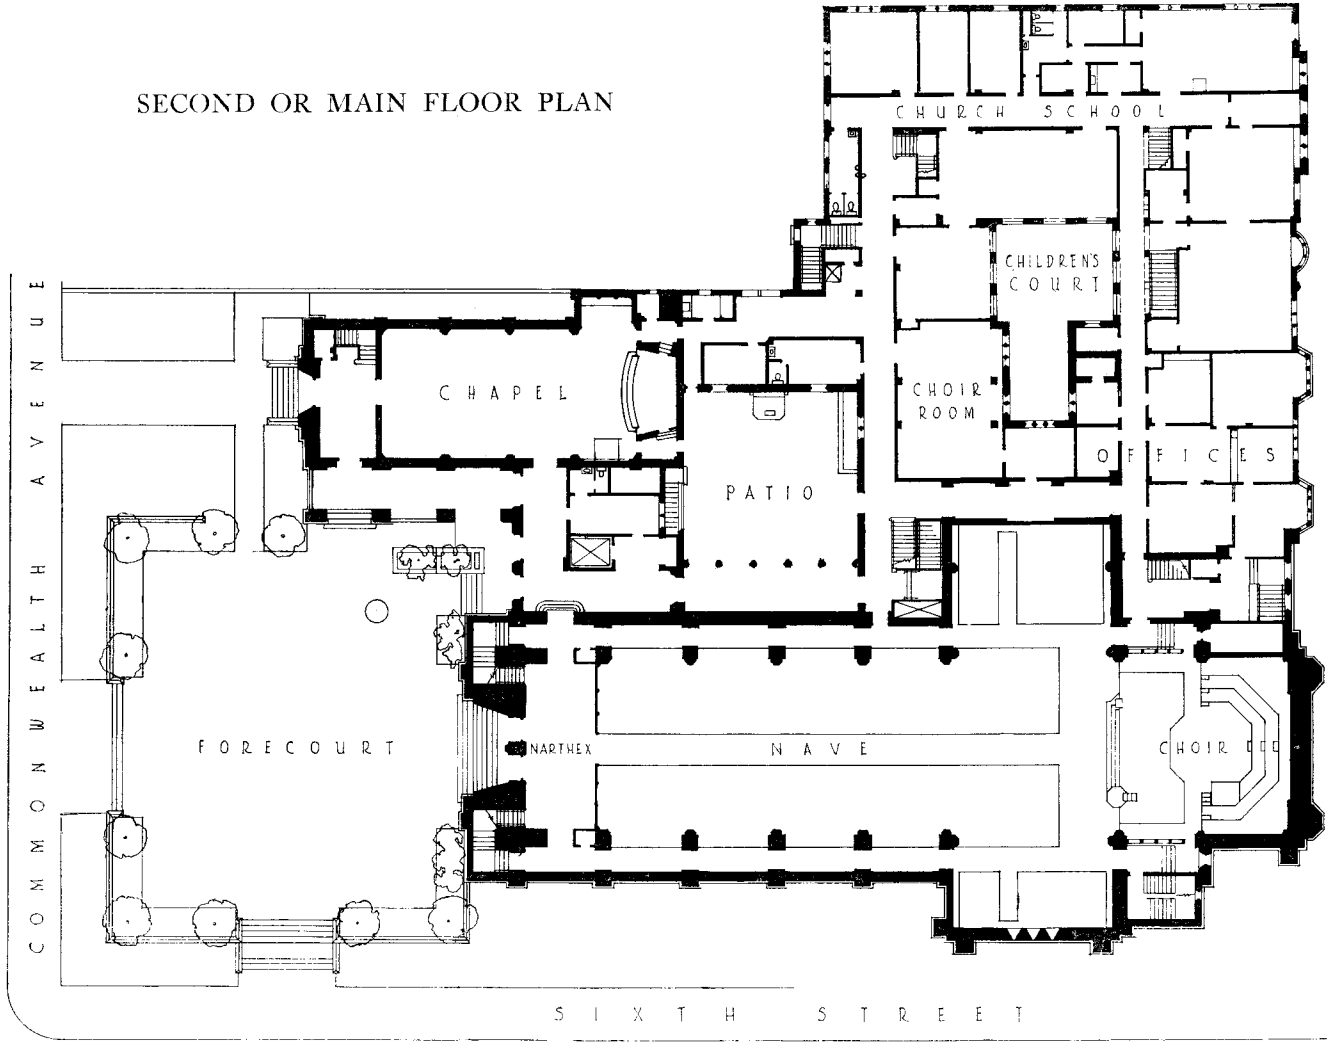 SECOND OR MAIN FLOOR PLAN
CHURCH SCHOOL
CHILDREN'S
COURT
CHAPEL
CHOIR
ROOM
OFFICES
PATIO
FORECOURT
NARTHEX
NAVE
CHOIR
COMMONWEALTH AVENUE
SIXTH STREET